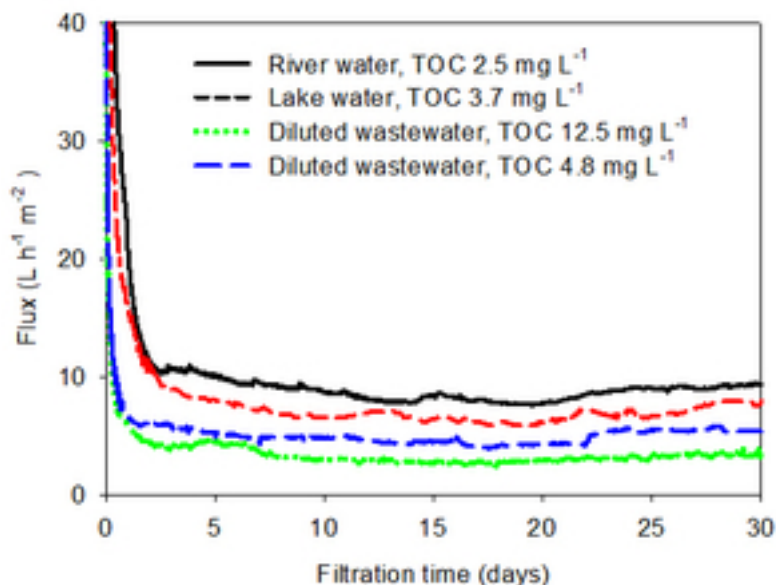 40
30
20
10
0
Flux (L h⁻¹ m⁻²)
River water, TOC 2.5 mg L⁻¹
Lake water, TOC 3.7 mg L⁻¹
Diluted wastewater, TOC 12.5 mg L⁻¹
Diluted wastewater, TOC 4.8 mg L⁻¹
0 5 10 15 20 25 30
Filtration time (days)